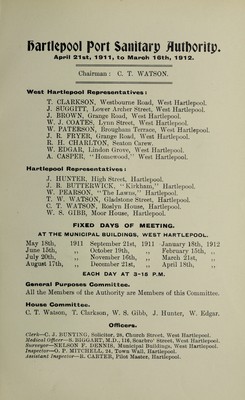 Hartlepool Port Sanitary Authority.
April 21st, 1911, to March 16th, 1912.
Chairman : C. T. WATSON.
West Hartlepool Representatives :
T. CLARKSON, Westbourne Road, West Hartlepool.
J. SUGGITT, Lower Archer Street, West Hartlepool.
J. BROWN, Grange Road, West Hartlepool.
W. J. COATES, Lynn Street, West Hartlepool.
W. PATERSON, Brougham Terrace, West Hartlepool.
J. R. FRYER, Grange Road, West Hartlepool.
R. H. CHARLTON, Seaton Carew.
W. EDGAR, Lindon Grove, West Hartlepool.
A. CASPER, "Homewood," West Hartlepool.
Hartlepool Representatives :
J. HUNTER, High Street, Hartlepool.
J. R. BUTTERWICK, "Kirkham," Hartlepool.
W. PEARSON, "The Lawns," Hartlepool.
T. W. WATSON, Gladstone Street, Hartlepool.
C. T. WATSON, Roslyn House, Hartlepool.
W. S. GIBB, Moor House, Hartlepool.
FIXED DAYS OF MEETING.
AT THE MUNICIPAL BUILDINGS, WEST HARTLEPOOL.
May 18th, 1911 September 21st, 1911 January 18th, 1912
June 15th, „ October 19th, „ February 15th, „
July 20th, „ November 16th, „ March 21st, „
August 17th, „ December 21st, „ April 18th, „
EACH DAY AT 3-15 P.M.
General Purposes Committee.
All the Members of the Authority are Members of this Committee.
House Committee.
C. T. Watson, T. Clarkson, W. S. Gibb, J. Hunter, W. Edgar.
Officers.
Clerk—C. J. BUNTING, Solicitor, 38, Church Street, West Hartlepool.
Medical Officer—S. BIGGART, M.D., 116, Scarbro' Street, West Hartlepool.
Surveyor—NELSON F. DENNIS, Municipal Buildings, West Hartlepool.
Inspector—O. P. MITCHELL, 24, Town Wall, Hartlepool.
Assistant Inspector—R. CARTER, Pilot Master, Hartlepool.